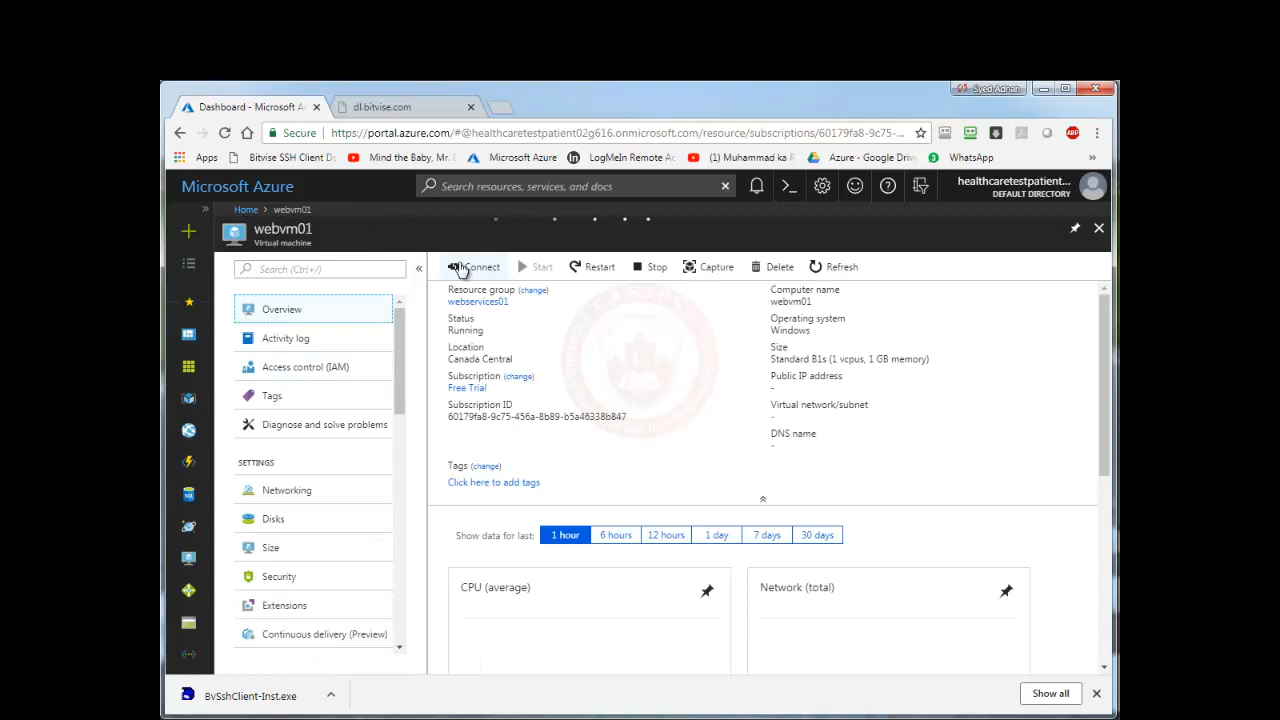 Syed Adnan
Dashboard - Microsoft A
dl.bitvise.com
Secure
https://portal.azure.com/#@healthcaretestpatient02g616.onmicrosoft.com/resource/subscriptions/60179fa8-9c75-...
Apps
Bitvise SSH Client D
Mind the Baby, Mr.
Microsoft Azure
LogMeIn Remote Ac
(1) Muhammad ka
Azure - Google Driv
WhatsApp
Microsoft Azure
Search resources, services, and docs
healthcaretestpatient...
DEFAULT DIRECTORY
Home > webvm01
webvm01
Virtual machine
Search (Ctrl+/)
Connect
Start
Restart
Stop
Capture
Delete
Refresh
Overview
Activity log
Access control (IAM)
Tags
Diagnose and solve problems
SETTINGS
Networking
Disks
Size
Security
Extensions
Continuous delivery (Preview)
Resource group (change)
webservices01
Status
Running
Location
Canada Central
Subscription (change)
Free Trial
Subscription ID
60179fa8-9c75-456a-8b89-b5a46338b847
Computer name
webvm01
Operating system
Windows
Size
Standard B1s (1 vcpus, 1 GB memory)
Public IP address
-
Virtual network/subnet
-
DNS name
-
Tags (change)
Click here to add tags
Show data for last:
1 hour
6 hours
12 hours
1 day
7 days
30 days
CPU (average)
Network (total)
BvSshClient-Inst.exe
Show all